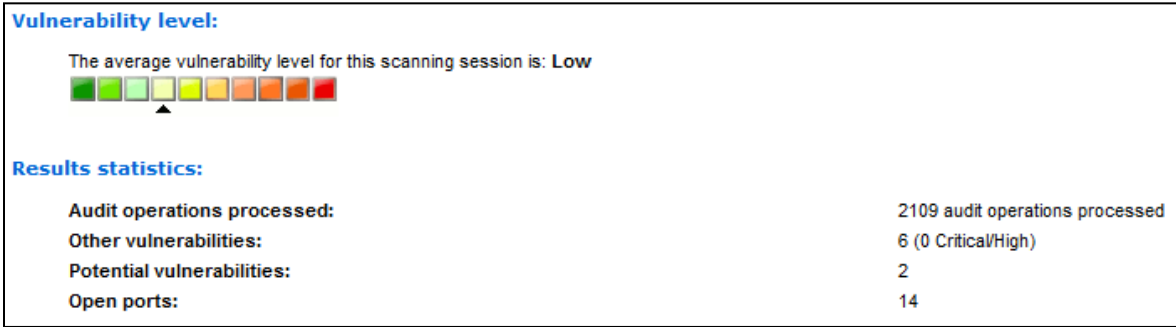 Vulnerability level:
The average vulnerability level for this scanning session is: Low
Results statistics:
Audit operations processed: 2109 audit operations processed
Other vulnerabilities: 6 (0 Critical/High)
Potential vulnerabilities: 2
Open ports: 14